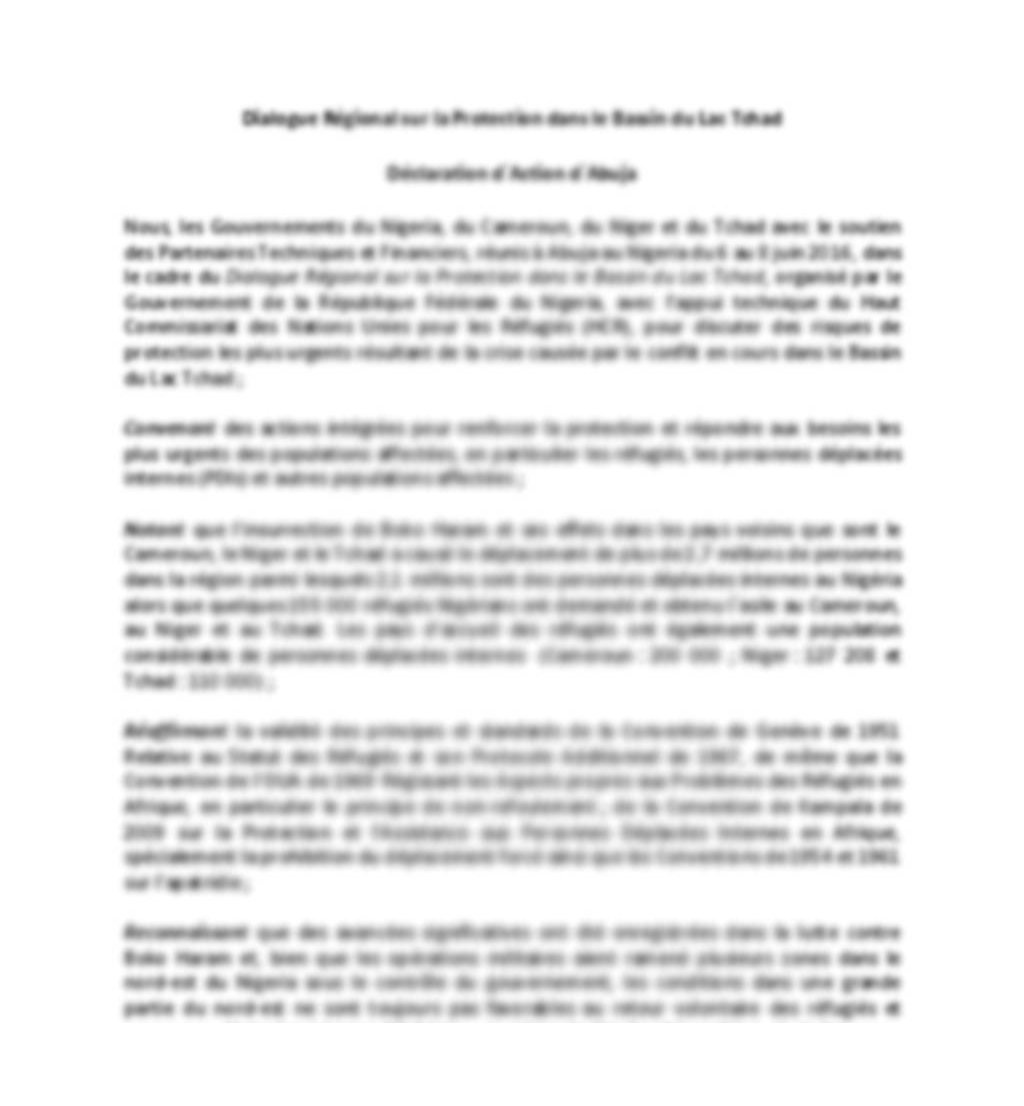 Dialogue Régional sur la Protection dans le Bassin du Lac Tchad
Déclaration d'Action d'Abuja
Nous, les Gouvernements du Nigeria, du Cameroun, du Niger et du Tchad avec le soutien
des Partenaires Techniques et Financiers, réunis à Abuja au Nigeria du 6 au 8 juin 2016, dans
le cadre du Dialogue Régional sur la Protection dans le Bassin du Lac Tchad, organisé par le
Gouvernement de la République Fédérale du Nigeria, avec l'appui technique du Haut
Commissariat des Nations Unies pour les Réfugiés (HCR), pour discuter des risques de
protection les plus urgents résultant de la crise causée par le conflit en cours dans le Bassin
du Lac Tchad ;
Convenant des actions intégrées pour renforcer la protection et répondre aux besoins les
plus urgents des populations affectées, en particulier les réfugiés, les personnes déplacées
internes (PDIs) et autres populations affectées ;
Notant que l'insurrection de Boko Haram et ses effets dans les pays voisins que sont le
Cameroun, le Niger et le Tchad a causé le déplacement de plus de 2,7 millions de personnes
dans la région parmi lesquels millions sont des personnes déplacées internes au Nigéria
alors que quelques réfugiés Nigérians ont demandé et obtenu l'asile au Cameroun,
au Niger et au Tchad. Les pays d'accueil des réfugiés ont également une population
considérable de personnes déplacées internes (Cameroun : ; Niger : 127 208 et
Tchad : 110 000) ;
Réaffirmant la validité des principes et standards de la Convention de Genève de 1951
Relative au Statut des Réfugiés et son Protocole Additionnel de 1967, de même que la
Convention de l'OUA de 1969 Régissant les Aspects propres aux Problèmes des Réfugiés en
Afrique, en particulier le principe de non-refoulement, de la Convention de Kampala de
2009 sur la Protection et l'Assistance aux Personnes Déplacées Internes en Afrique,
spécialement la prohibition du déplacement forcé ainsi que les Conventions de 1954 et 1961
sur l'apatridie ;
Reconnaissant que des avancées significatives ont été enregistrées dans la lutte contre
Boko Haram et, bien que les opérations militaires aient ramené plusieurs zones dans le
nord-est du Nigeria sous le contrôle du gouvernement, les conditions dans une grande
partie du nord-est ne sont toujours pas favorables au retour volontaire des réfugiés et